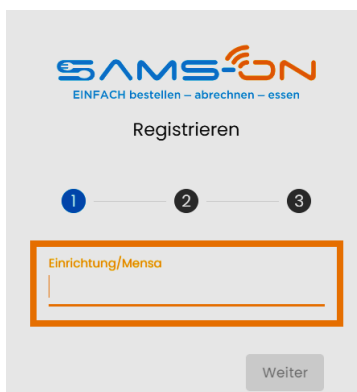 SAMS-ON
EINFACH bestellen – abrechnen – essen
Registrieren
1 2 3
Einrichtung/Mensa
Weiter